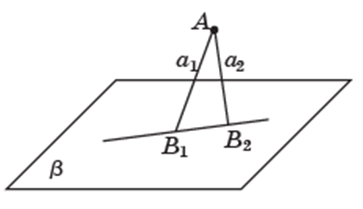 A
a₁ a₂
B₁ B₂
β